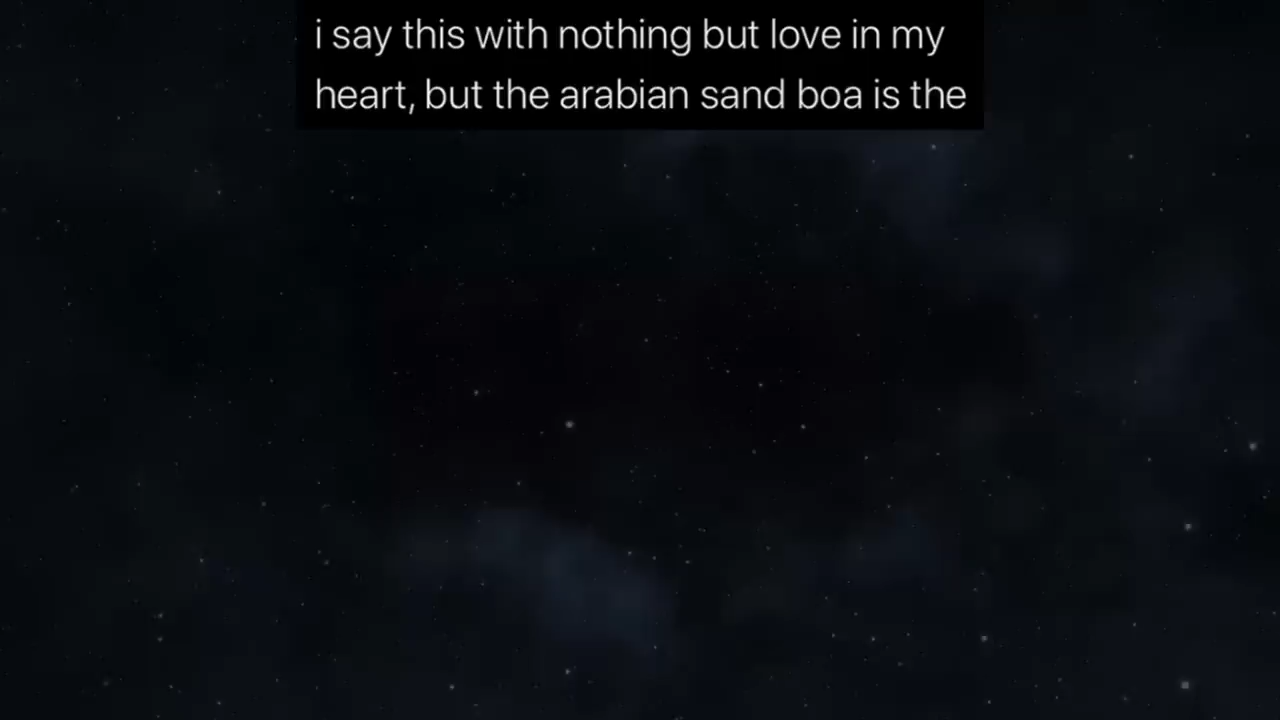 i say this with nothing but love in my
heart, but the arabian sand boa is the